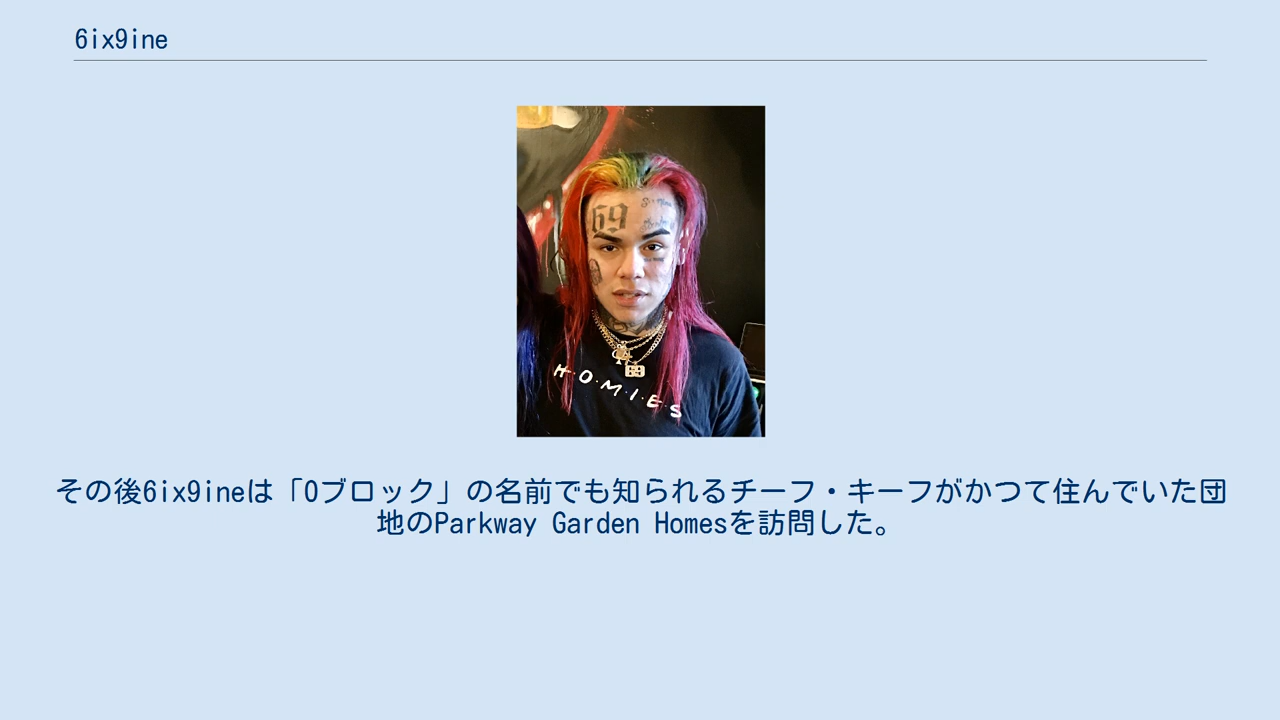 6ix9ine
69
H·O·M·I·E·S
その後6ix9ineは「Oブロック」の名前でも知られるチーフ・キーフがかつて住んでいた団
地のParkway Garden Homesを訪問した。